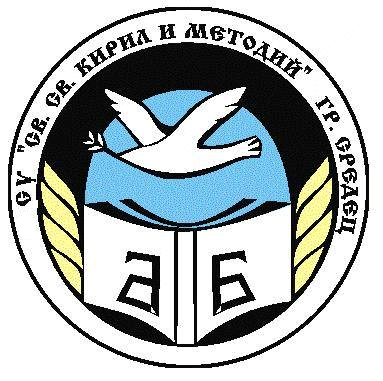 СУ "СВ. СВ. КИРИЛ И МЕТОДИЙ" ГР. СРЕДЕЦ
А Б